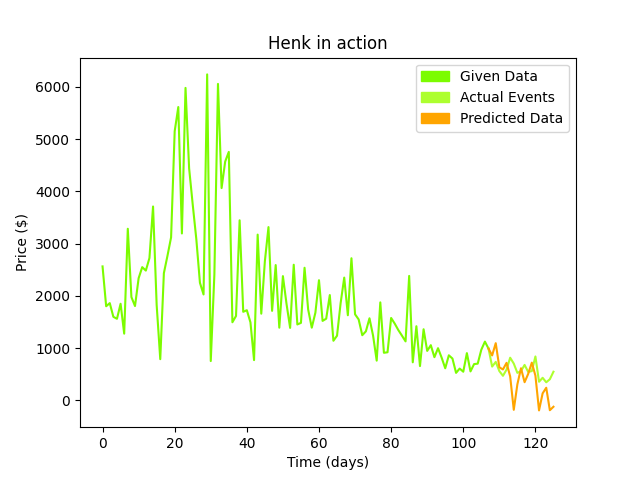 Henk in action
Given Data
Actual Events
Predicted Data
Price ($)
6000
5000
4000
3000
2000
1000
0
0 20 40 60 80 100 120
Time (days)